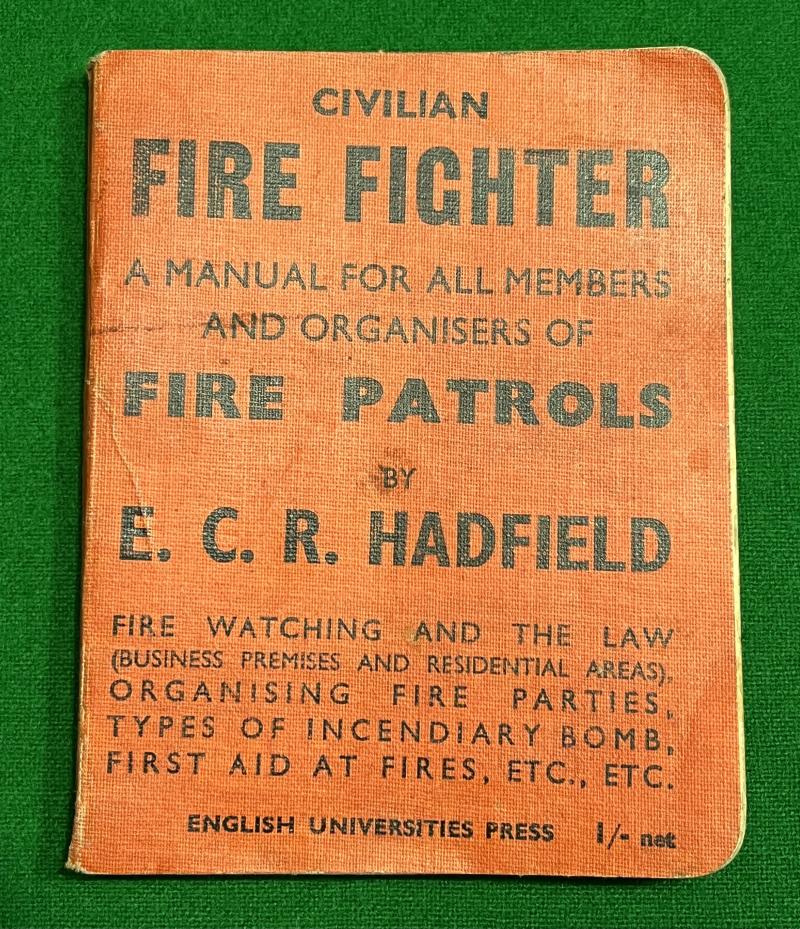 CIVILIAN
FIRE FIGHTER
A MANUAL FOR ALL MEMBERS
AND ORGANISERS OF
FIRE PATROLS
BY
E. C. R. HADFIELD
FIRE WATCHING AND THE LAW
(BUSINESS PREMISES AND RESIDENTIAL AREAS),
ORGANISING FIRE PARTIES,
TYPES OF INCENDIARY BOMB,
FIRST AID AT FIRES, ETC., ETC.
ENGLISH UNIVERSITIES PRESS 1/- net